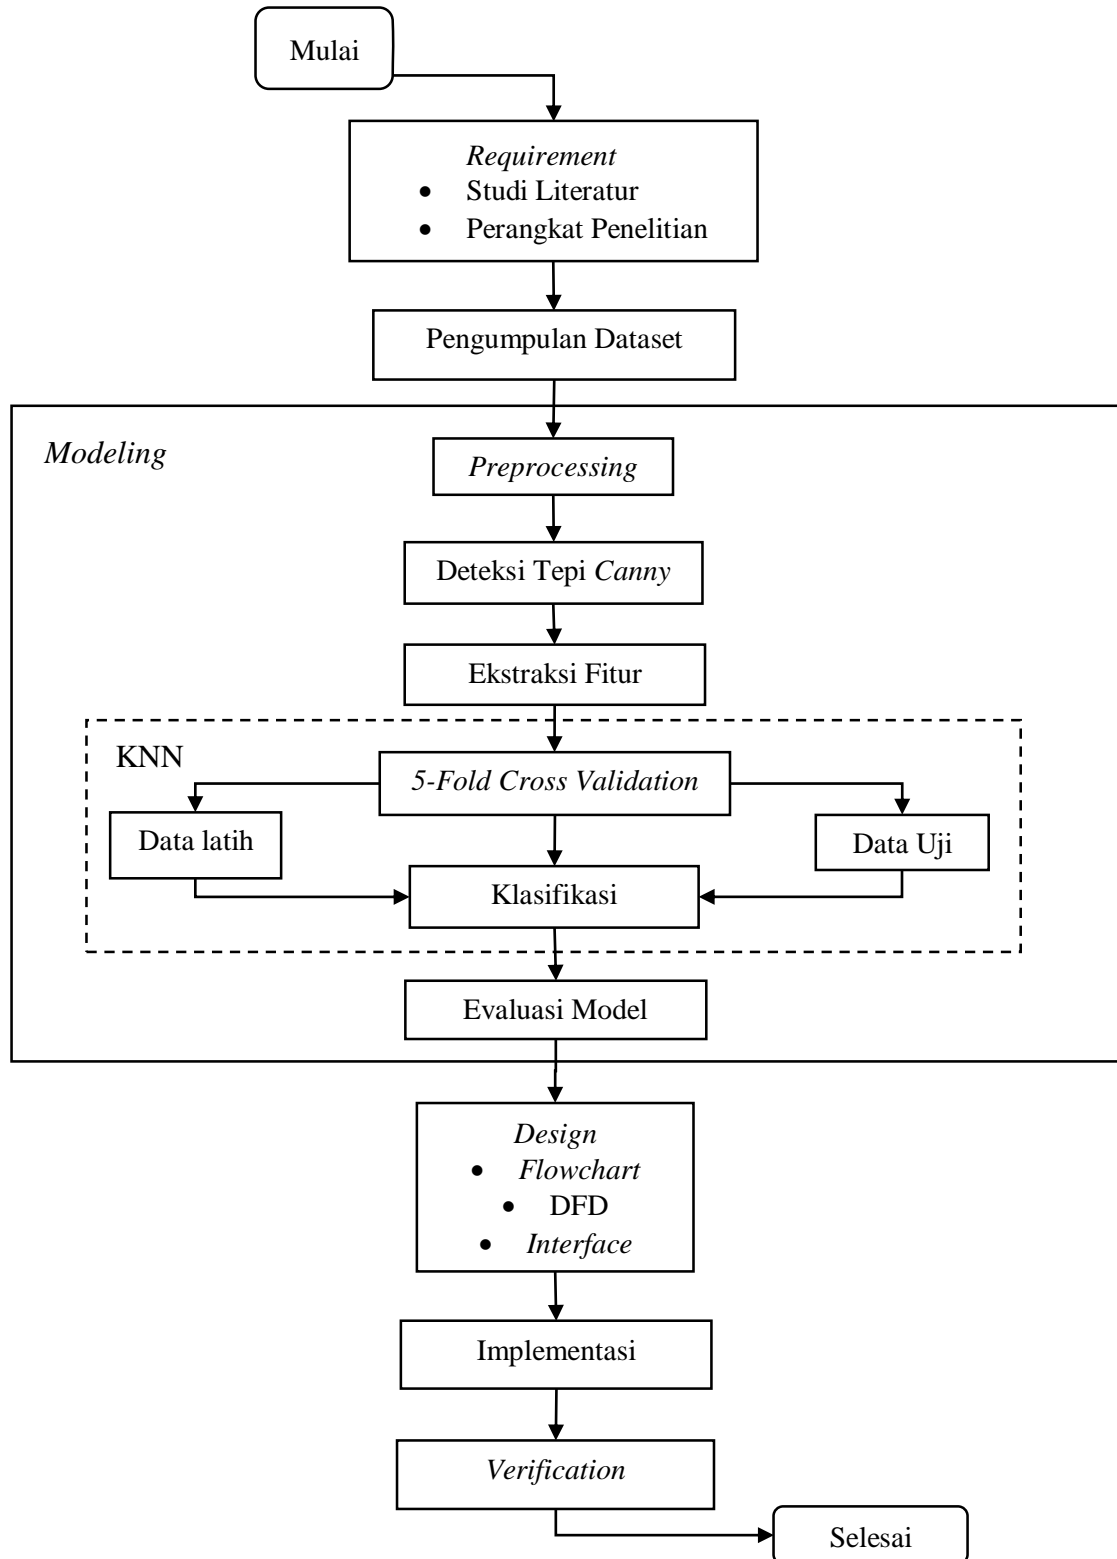 Mulai
Requirement
• Studi Literatur
• Perangkat Penelitian
Pengumpulan Dataset
Modeling
Preprocessing
Deteksi Tepi Canny
Ekstraksi Fitur
KNN
5-Fold Cross Validation
Data latih
Data Uji
Klasifikasi
Evaluasi Model
Design
• Flowchart
• DFD
• Interface
Implementasi
Verification
Selesai